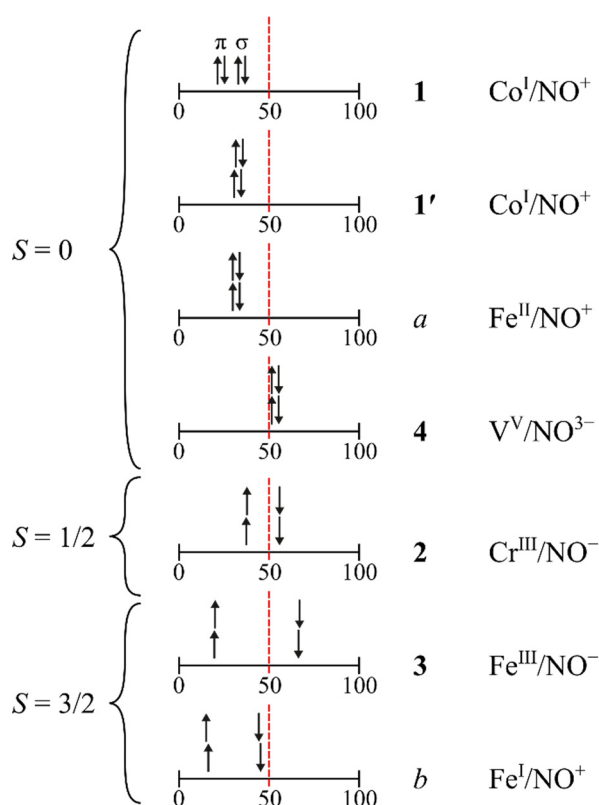 π σ
0 50 100 1 Co^I/NO^+
0 50 100 1′ Co^I/NO^+
S = 0
0 50 100 a Fe^II/NO^+
0 50 100 4 V^V/NO^3−
S = 1/2
0 50 100 2 Cr^III/NO^−
0 50 100 3 Fe^III/NO^−
S = 3/2
0 50 100 b Fe^I/NO^+